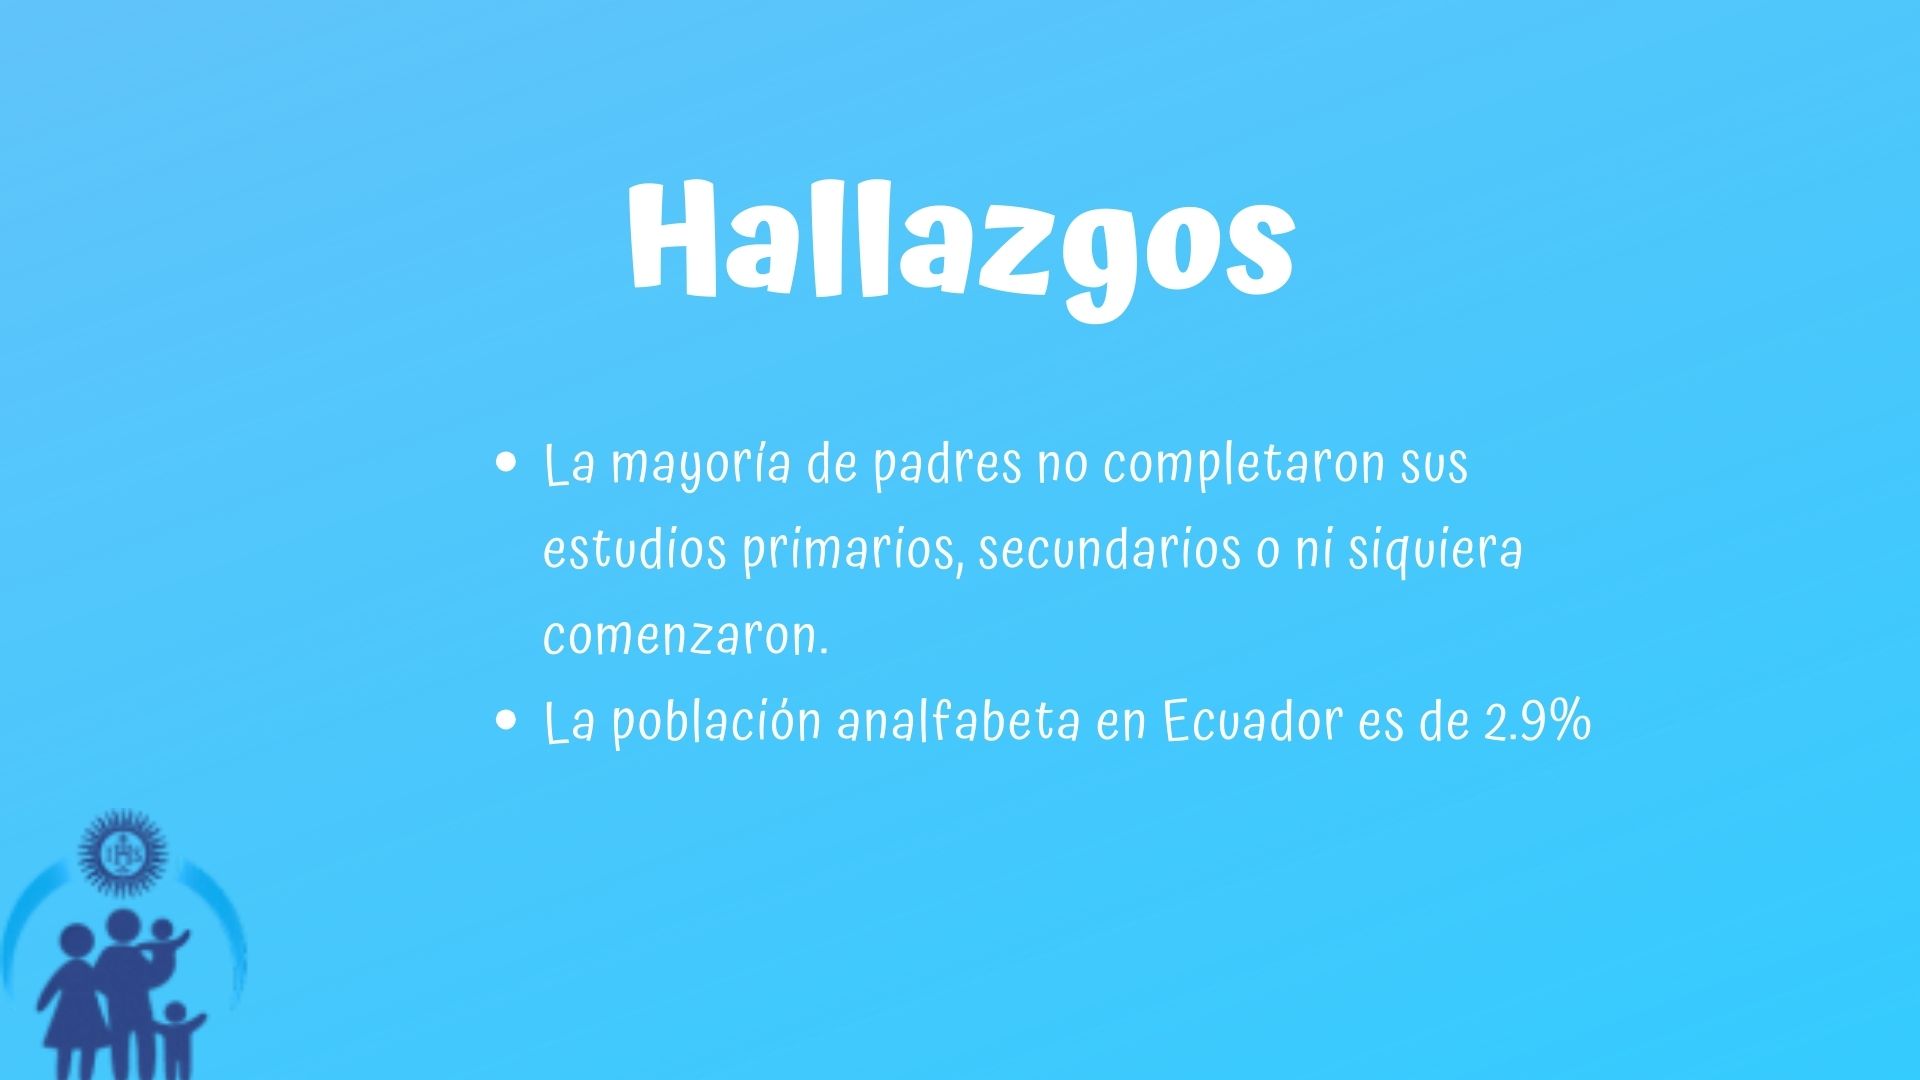 Hallazgos
La mayoría de padres no completaron sus
estudios primarios, secundarios o ni siquiera
comenzaron.
La población analfabeta en Ecuador es de 2.9%
IHS